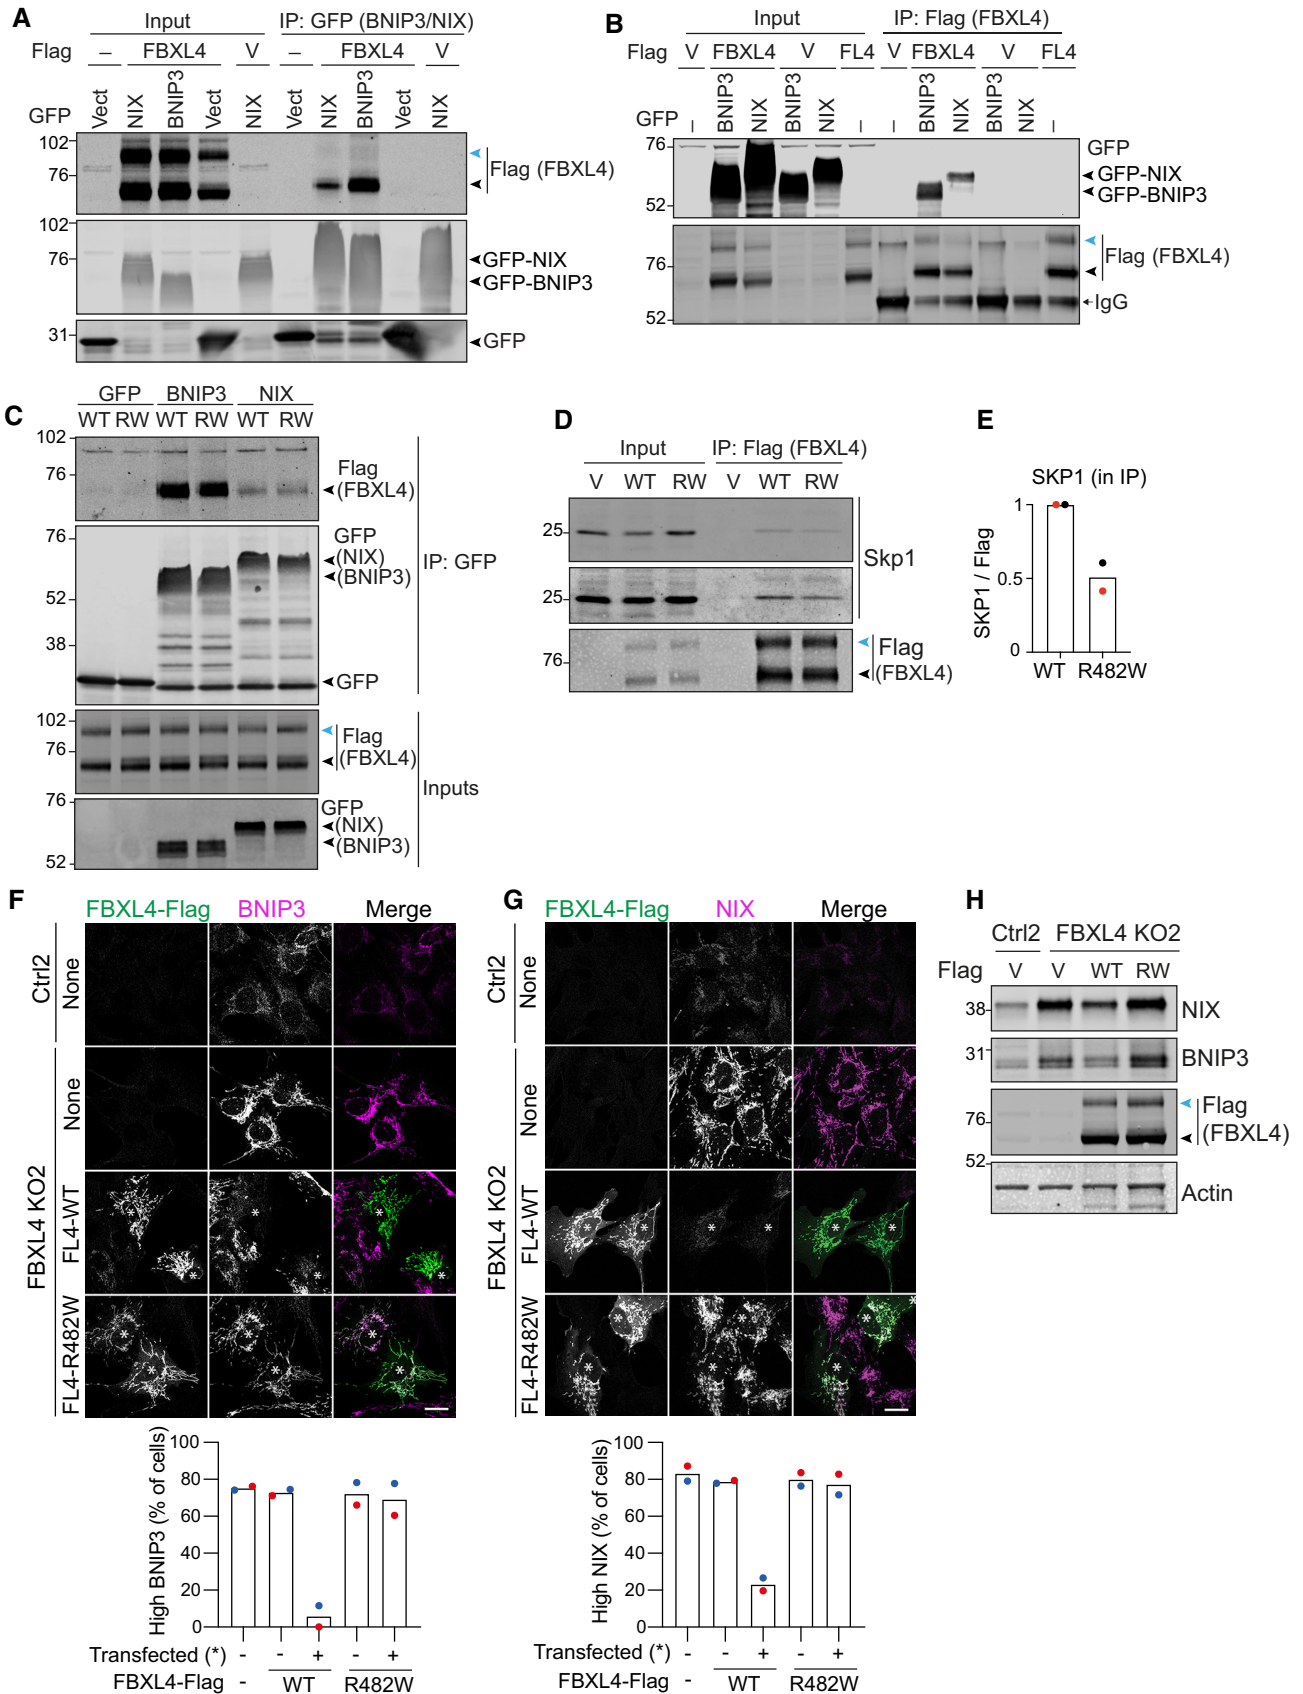 A
Input
IP: GFP (BNIP3/NIX)
Flag – FBXL4 V – FBXL4 V
GFP Vect NIX BNIP3 Vect NIX Vect NIX BNIP3 Vect NIX
102
76
Flag (FBXL4)
102
76
GFP-NIX
GFP-BNIP3
31
GFP
B
Input
IP: Flag (FBXL4)
Flag V FBXL4 V FL4 V FBXL4 V FL4
GFP – BNIP3 NIX BNIP3 NIX – – BNIP3 NIX BNIP3 NIX –
76
GFP
GFP-NIX
GFP-BNIP3
52
76
Flag (FBXL4)
IgG
52
C
GFP BNIP3 NIX
WT RW WT RW WT RW
102
76
Flag
(FBXL4)
76
GFP
(NIX)
(BNIP3)
IP: GFP
52
38
GFP
102
76
Flag
(FBXL4)
Inputs
76
GFP
(NIX)
(BNIP3)
52
D
Input
IP: Flag (FBXL4)
V WT RW V WT RW
25
25
Skp1
76
Flag
(FBXL4)
E
SKP1 (in IP)
SKP1 / Flag
1
0.5
0
WT R482W
F
FBXL4-Flag BNIP3 Merge
Ctrl2
None
FBXL4 KO2
None
FL4-WT
* * *
* * *
FL4-R482W
* * *
* * *
High BNIP3 (% of cells)
100
80
60
40
20
0
Transfected (*) - - + - +
FBXL4-Flag - WT R482W
G
FBXL4-Flag NIX Merge
Ctrl2
None
FBXL4 KO2
None
FL4-WT
* * * * * *
FL4-R482W
* * *
* * *
High NIX (% of cells)
100
80
60
40
20
0
Transfected (*) - - + - +
FBXL4-Flag - WT R482W
H
Ctrl2 FBXL4 KO2
Flag V V WT RW
38
NIX
31
BNIP3
76
Flag
(FBXL4)
52
Actin